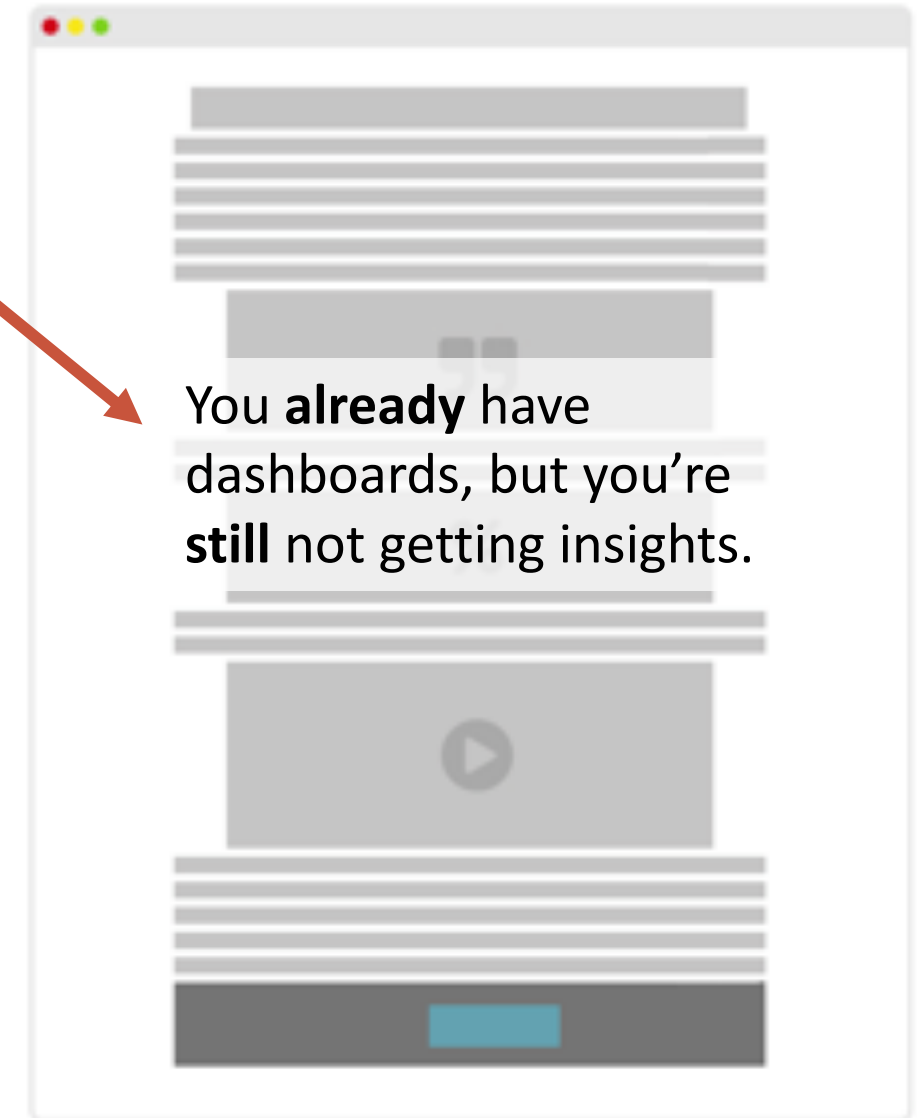 You already have
dashboards, but you’re
still not getting insights.